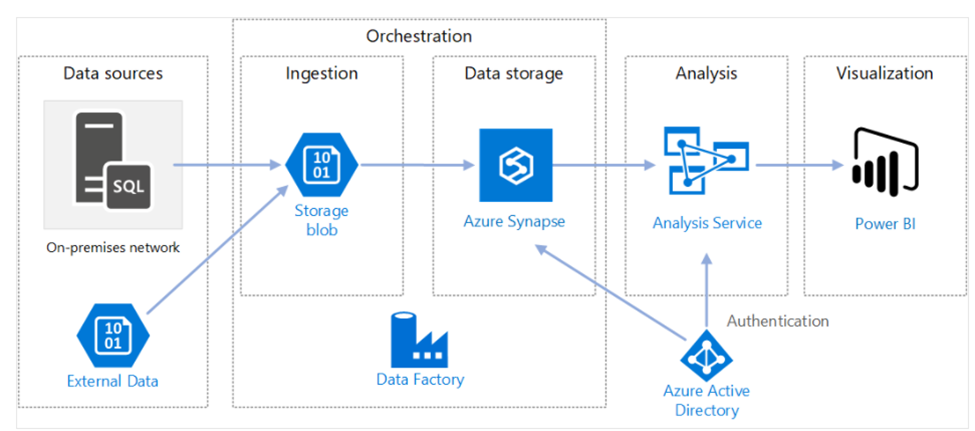 Orchestration
Data sources
Ingestion
Data storage
Analysis
Visualization
SQL
10
01
On-premises network
Storage
blob
Azure Synapse
Analysis Service
Power BI
10
01
External Data
Data Factory
Authentication
Azure Active
Directory